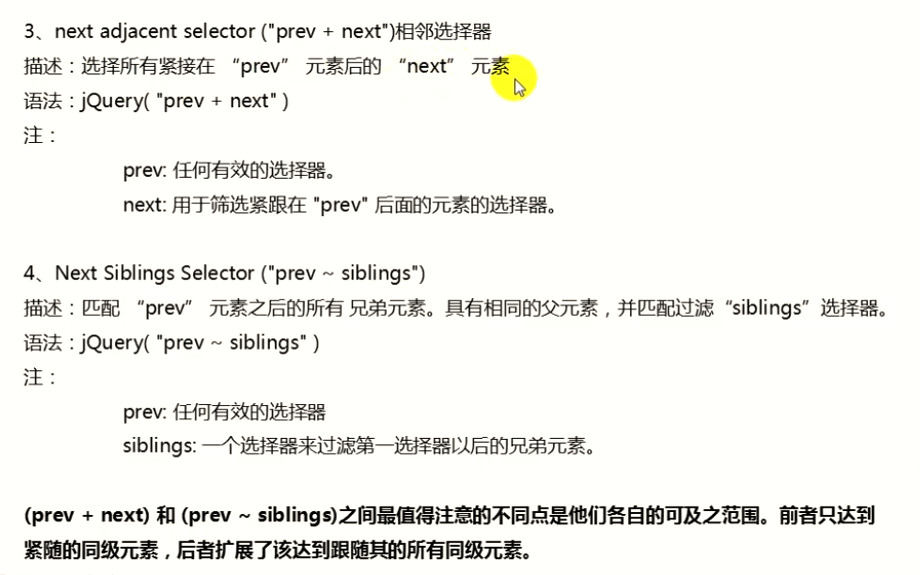 3、next adjacent selector ("prev + next")相邻选择器
描述：选择所有紧接在 “prev” 元素后的 “next” 元素
语法：jQuery( "prev + next" )
注：
prev: 任何有效的选择器。
next: 用于筛选紧跟在 "prev" 后面的元素的选择器。
4、Next Siblings Selector ("prev ~ siblings")
描述：匹配 “prev” 元素之后的所有 兄弟元素。具有相同的父元素，并匹配过滤“siblings”选择器。
语法：jQuery( "prev ~ siblings" )
注：
prev: 任何有效的选择器
siblings: 一个选择器来过滤第一选择器以后的兄弟元素。
(prev + next) 和 (prev ~ siblings)之间最值得注意的不同点是他们各自的可及之范围。前者只达到
紧随的同级元素，后者扩展了该达到跟随其的所有同级元素。